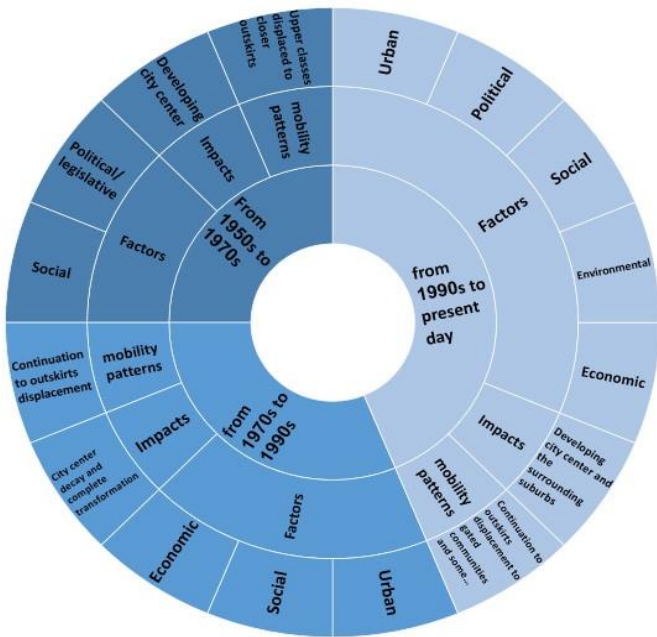 from
1990s to
present
day
Factors
Urban
Political
Social
Environmental
Economic
Impacts
Developing
city center and
the
surrounding
suburbs
mobility
patterns
Continuation to
outskirts
displacement to
gated
communities
and some...
from
1970s to
1990s
Factors
Urban
Social
Economic
Impacts
City center
decay and
complete
transformation
mobility
patterns
Continuation
to outskirts
displacement
From
1950s to
1970s
Factors
Social
Political/
legislative
Impacts
Developing
city center
mobility
patterns
Upper classes
displaced to
closer
outskirts